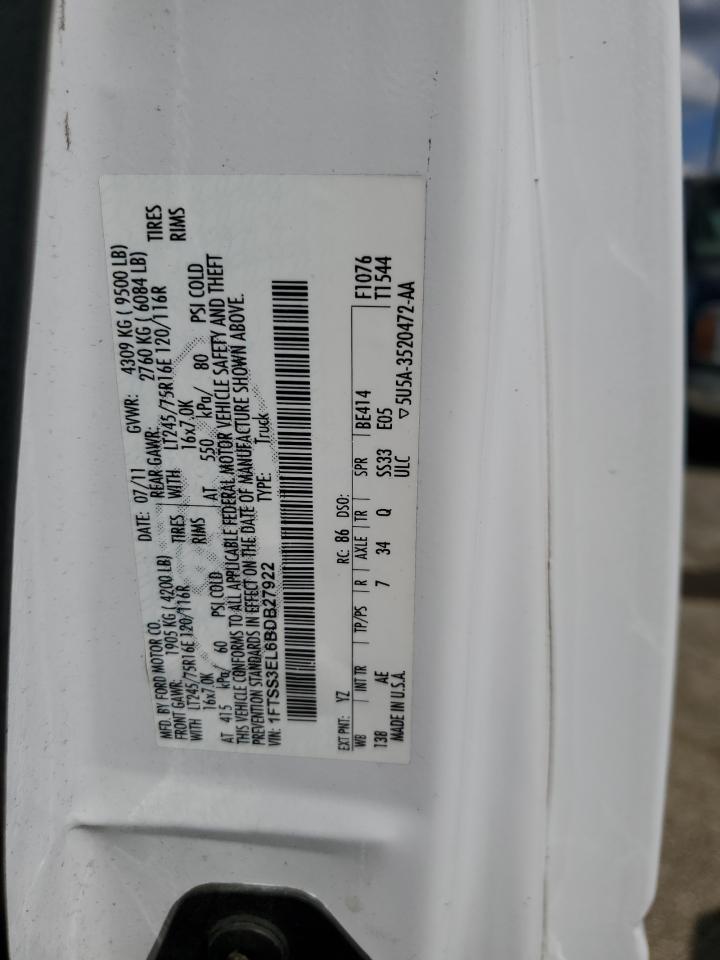 MFD. BY FORD MOTOR CO. DATE: 07/11 GVWR: 4309 KG ( 9500 LB)
FRONT GAWR: 1905 KG ( 4200 LB) REAR GAWR: 2760 KG ( 6084 LB)
WITH LT245/75R16E 120/116R TIRES WITH LT245/75R16E 120/116R TIRES
16x7.0K RIMS 16x7.0K RIMS
AT 415 kPa/ 60 PSI COLD AT 550 kPa/ 80 PSI COLD
THIS VEHICLE CONFORMS TO ALL APPLICABLE FEDERAL MOTOR VEHICLE SAFETY AND THEFT
PREVENTION STANDARDS IN EFFECT ON THE DATE OF MANUFACTURE SHOWN ABOVE.
VIN: 1FTSS3EL6BDB27922 TYPE: Truck
EXT PNT: YZ RC: 86 DSO: F1076
WB INT TR TP/PS R AXLE TR SPR BE414 T1544
138 AE 7 34 Q SS33 E05
MADE IN U.S.A. ULC ▽5U5A-3520472-AA